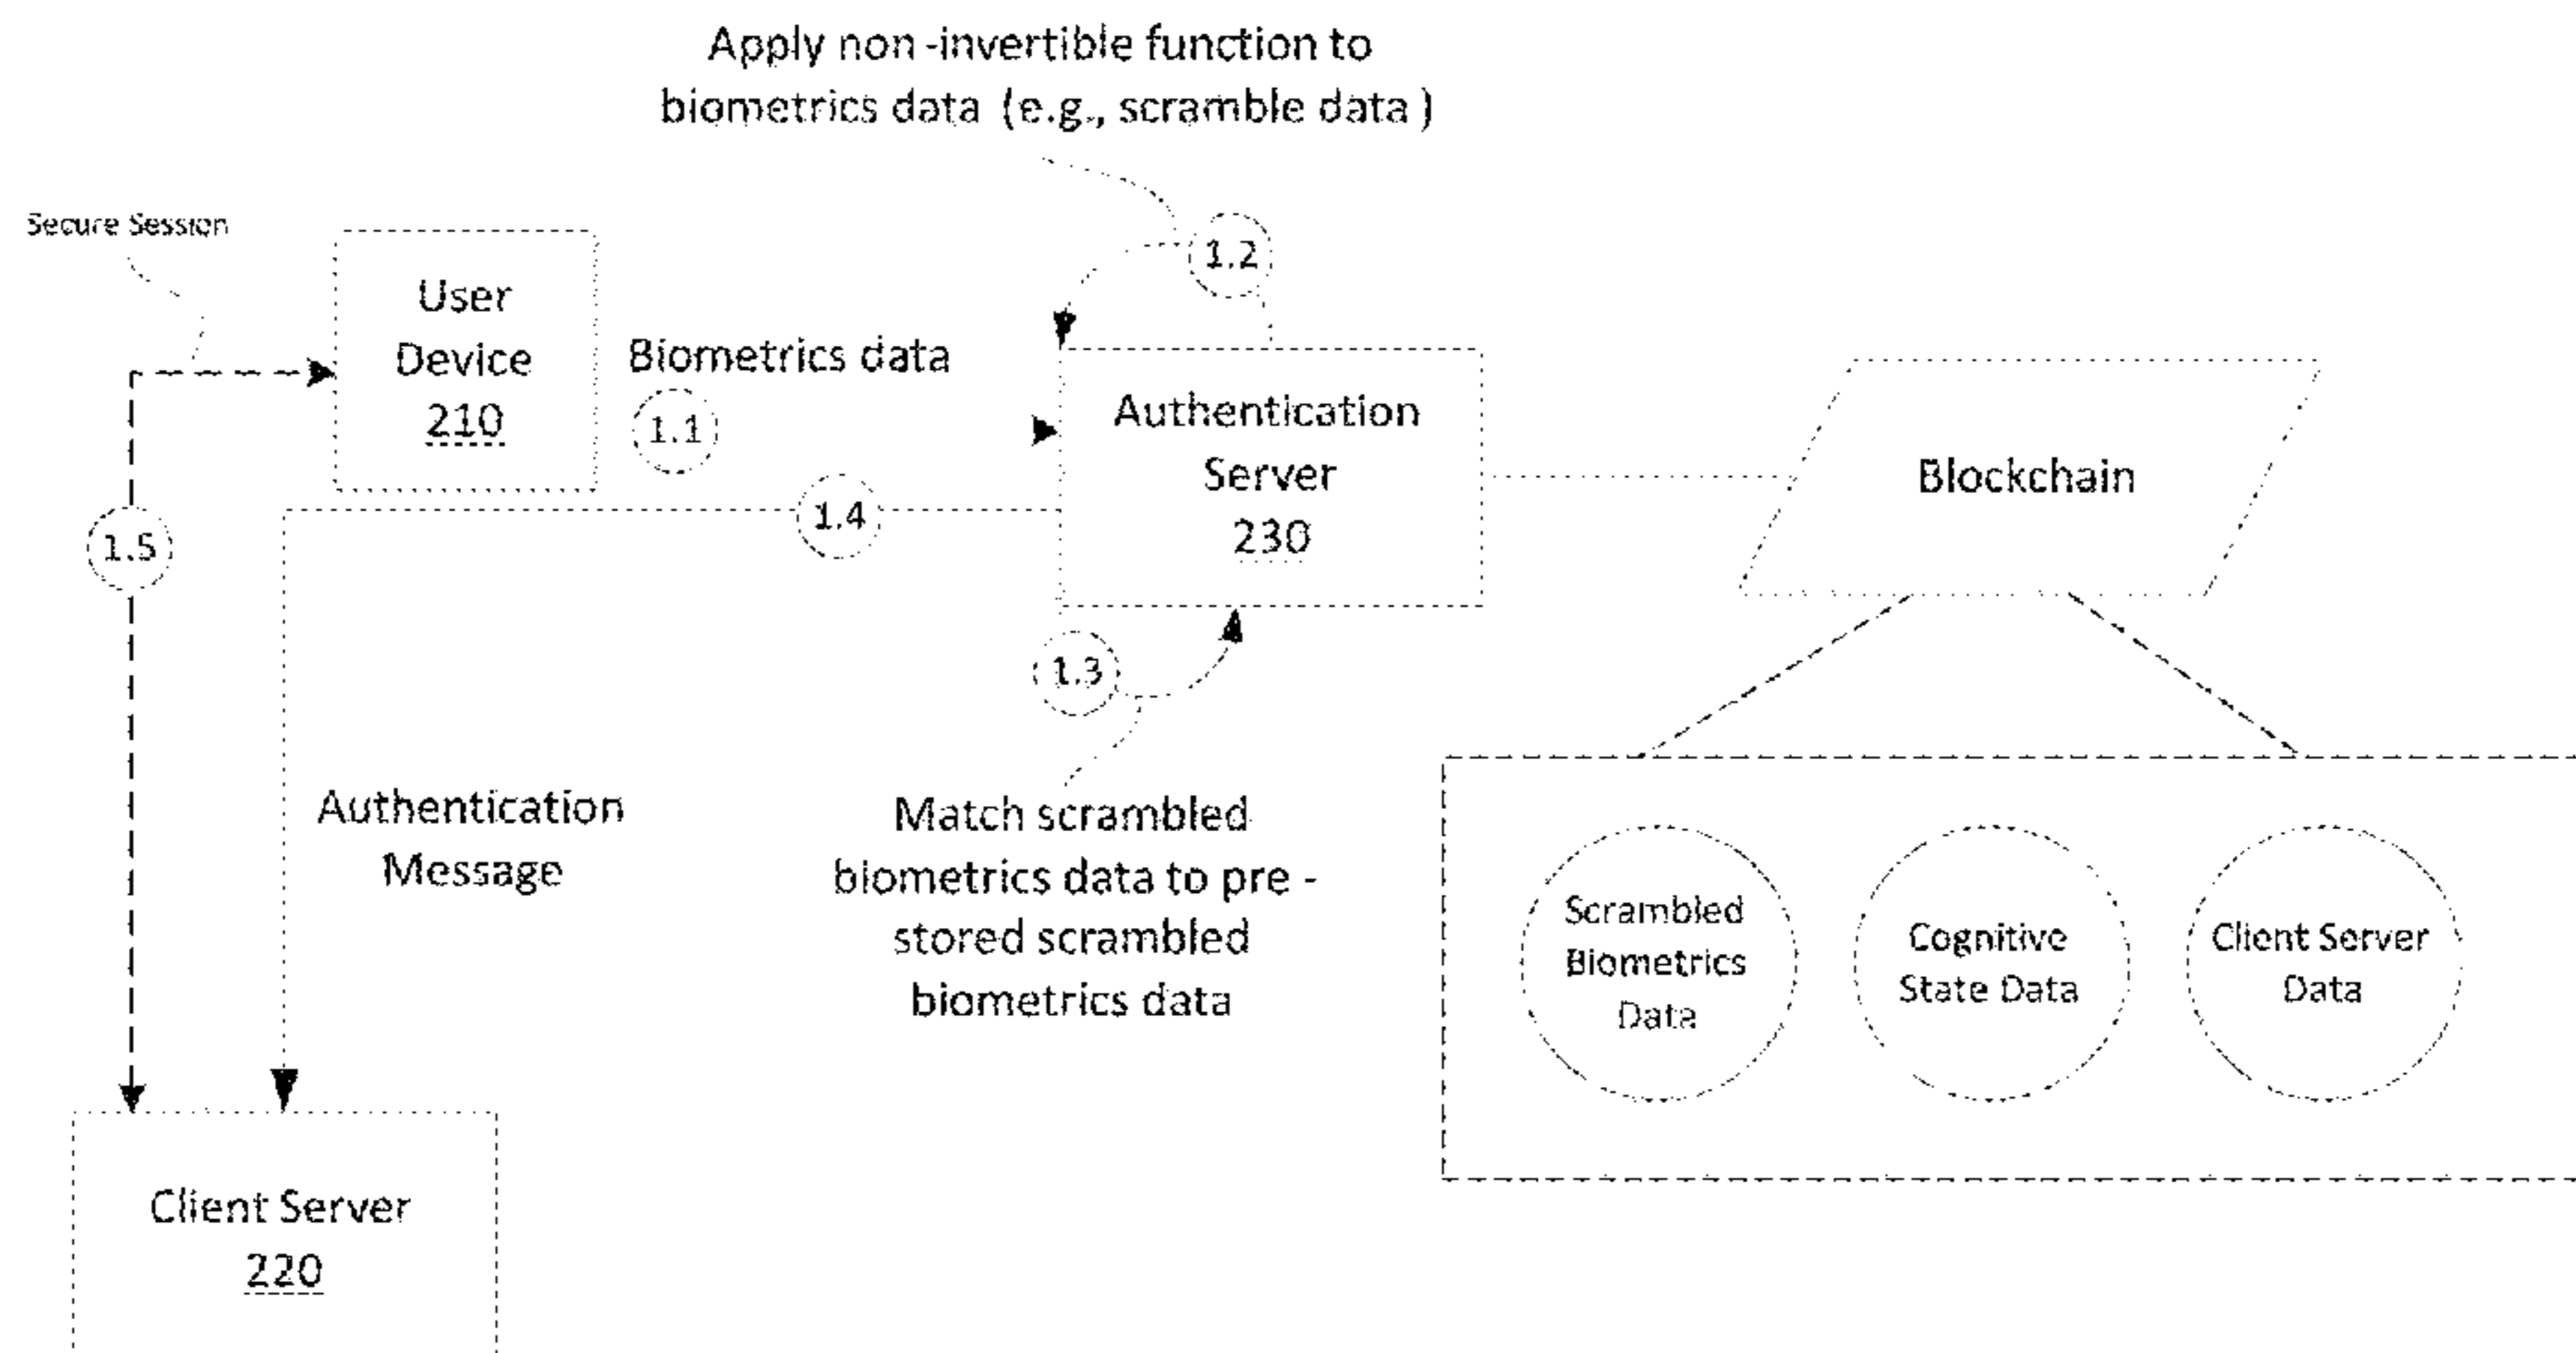 Apply non-invertible function to
biometrics data (e.g., scramble data)
Secure Session
1.2
User
Device
210
Biometrics data
1.1
Authentication
Server
230
Blockchain
1.4
1.5
1.3
Authentication
Message
Match scrambled
biometrics data to pre-
stored scrambled
biometrics data
Scrambled
Biometrics
Data
Cognitive
State Data
Client Server
Data
Client Server
220